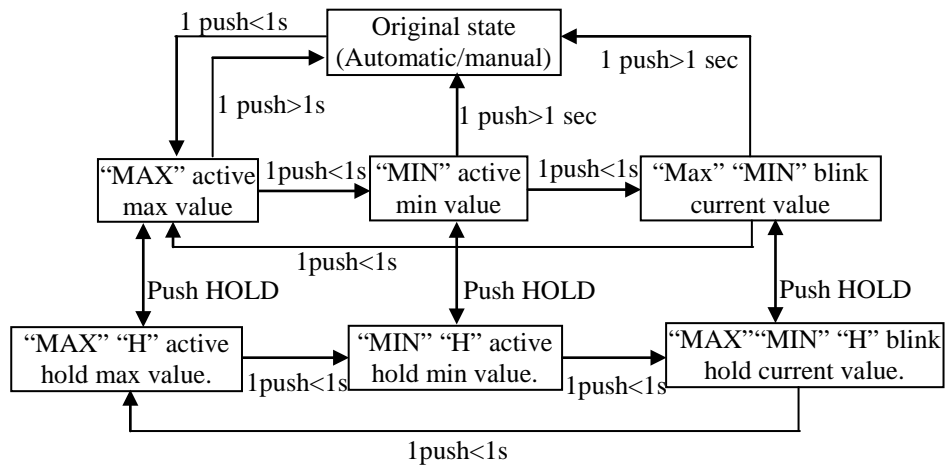 1 push<1s
Original state
(Automatic/manual)
1 push>1 sec
1 push>1s
1 push>1 sec
“MAX” active
max value
1push<1s
“MIN” active
min value
1push<1s
“Max” “MIN” blink
current value
1push<1s
Push HOLD
Push HOLD
Push HOLD
“MAX” “H” active
hold max value.
1push<1s
“MIN” “H” active
hold min value.
1push<1s
“MAX”“MIN” “H” blink
hold current value.
1push<1s